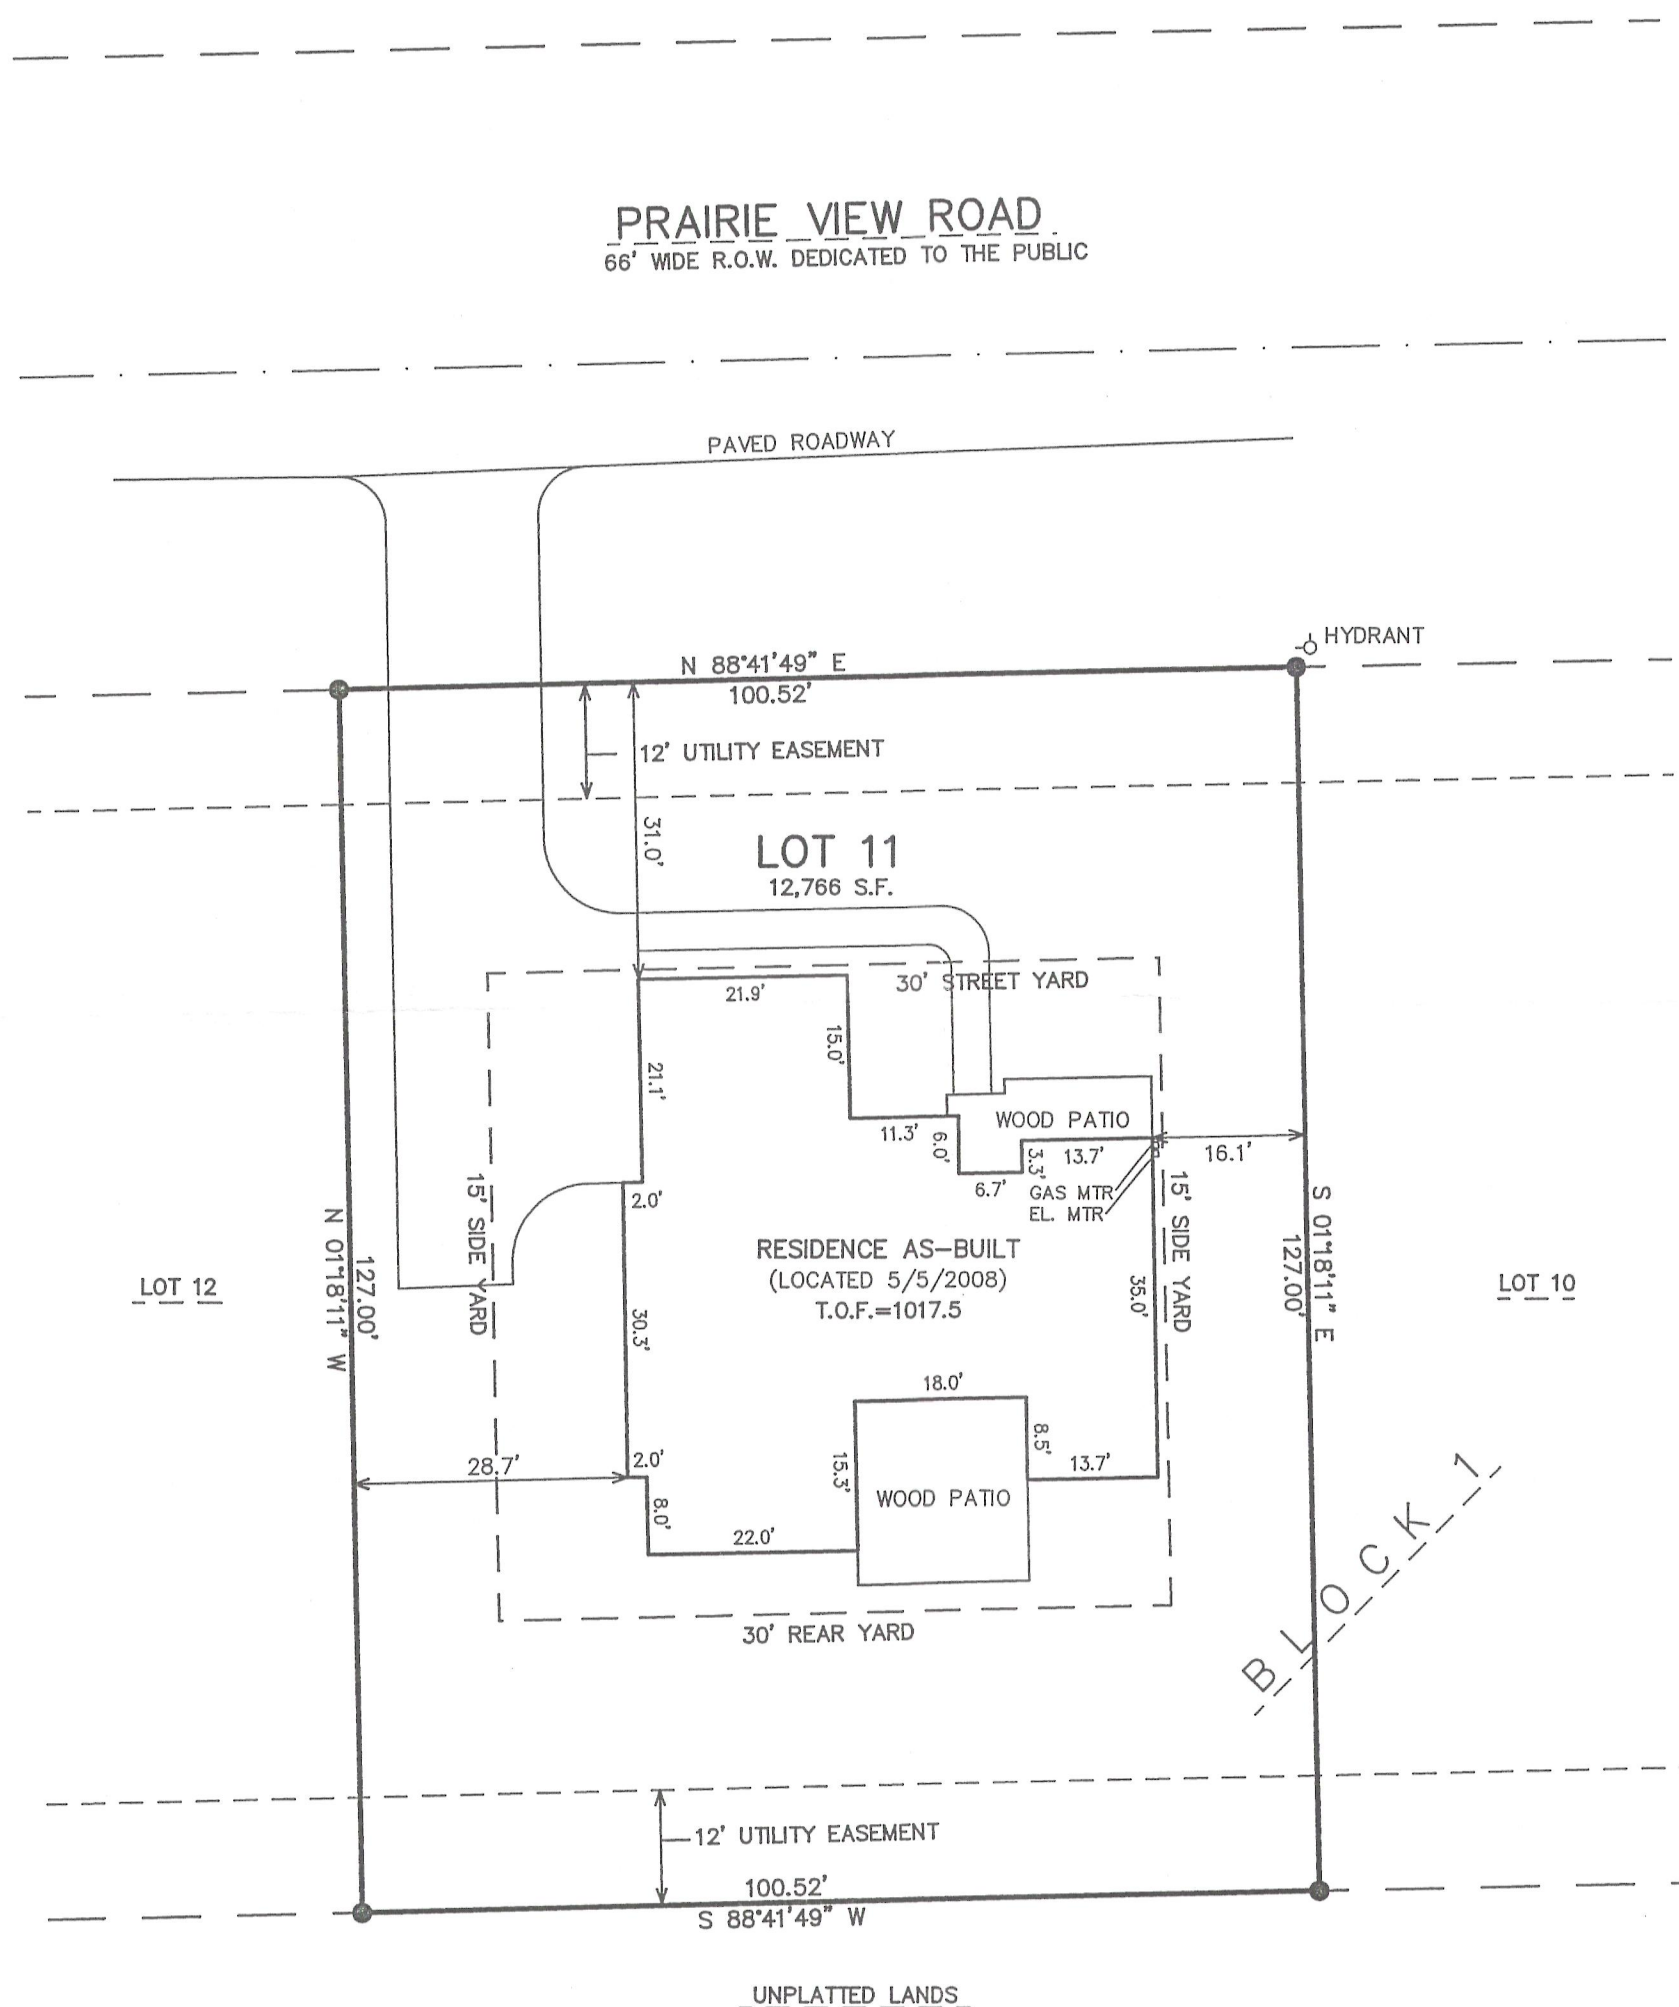 PRAIRIE VIEW ROAD
66' WIDE R.O.W. DEDICATED TO THE PUBLIC
PAVED ROADWAY
HYDRANT
N 88°41'49" E
100.52'
12' UTILITY EASEMENT
31.0'
LOT 11
12,766 S.F.
30' STREET YARD
21.9'
15.0'
21.1'
WOOD PATIO
11.3'
6.0'
3.3'
13.7'
16.1'
6.7'
GAS MTR
EL. MTR
2.0'
15' SIDE YARD
15' SIDE YARD
N 01°18'11" W
127.00'
S 01°18'11" E
127.00'
RESIDENCE AS-BUILT
(LOCATED 5/5/2008)
T.O.F.=1017.5
LOT 12
LOT 10
30.3'
35.0'
18.0'
8.5'
15.3'
13.7'
28.7'
2.0'
8.0'
WOOD PATIO
22.0'
30' REAR YARD
BLOCK 1
12' UTILITY EASEMENT
100.52'
S 88°41'49" W
UNPLATTED LANDS